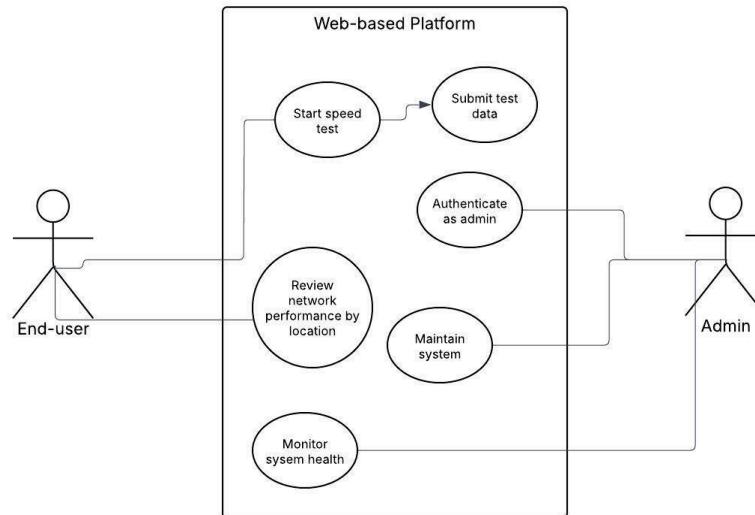 Web-based Platform
Start speed
test
Submit test
data
Authenticate
as admin
Review
network
performance by
location
End-user
Maintain
system
Admin
Monitor
sysem health